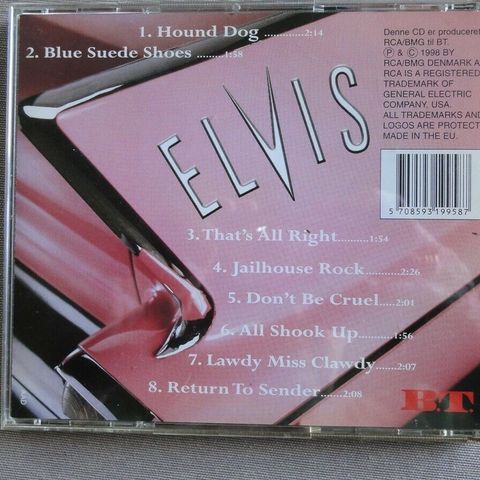 1. Hound Dog .............2:14
2. Blue Suede Shoes .......1:58
Denne CD er produceret
RCA/BMG til BT.
Ⓟ & © 1998 BY
RCA/BMG DENMARK A
RCA IS A REGISTERED
TRADEMARK OF
GENERAL ELECTRIC
COMPANY, USA.
ALL TRADEMARKS AND
LOGOS ARE PROTEC
MADE IN THE EU.
ELVIS
5 708593 199587
3. That's All Right..........1:54
4. Jailhouse Rock...........2:26
5. Don't Be Cruel.......2:01
6. All Shook Up...........1:56
7. Lawdy Miss Clawdy........2:07
8. Return To Sender.........2:08
B.T.